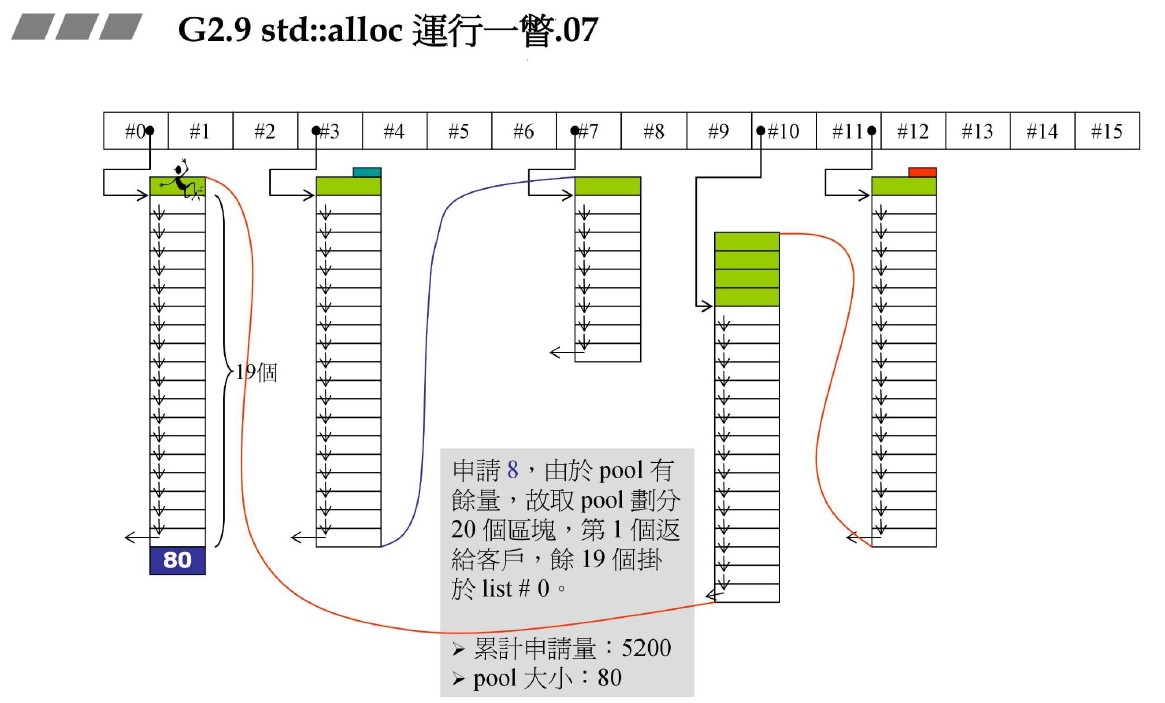 G2.9 std::alloc 運行一瞥.07
#0 #1 #2 #3 #4 #5 #6 #7 #8 #9 #10 #11 #12 #13 #14 #15
19個
80
申請 8，由於 pool 有
餘量，故取 pool 劃分
20 個區塊，第 1 個返
給客戶，餘 19 個掛
於 list # 0。
➢ 累計申請量：5200
➢ pool 大小：80